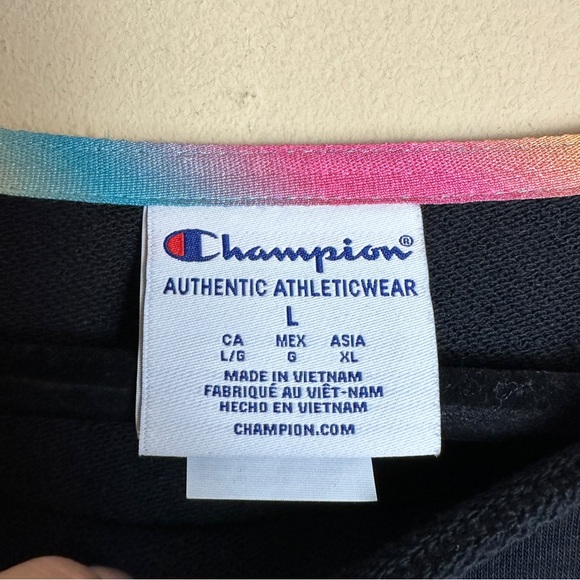 Champion®
AUTHENTIC ATHLETICWEAR
L
CA MEX ASIA
L/G G XL
MADE IN VIETNAM
FABRIQUÉ AU VIÊT-NAM
HECHO EN VIETNAM
CHAMPION.COM